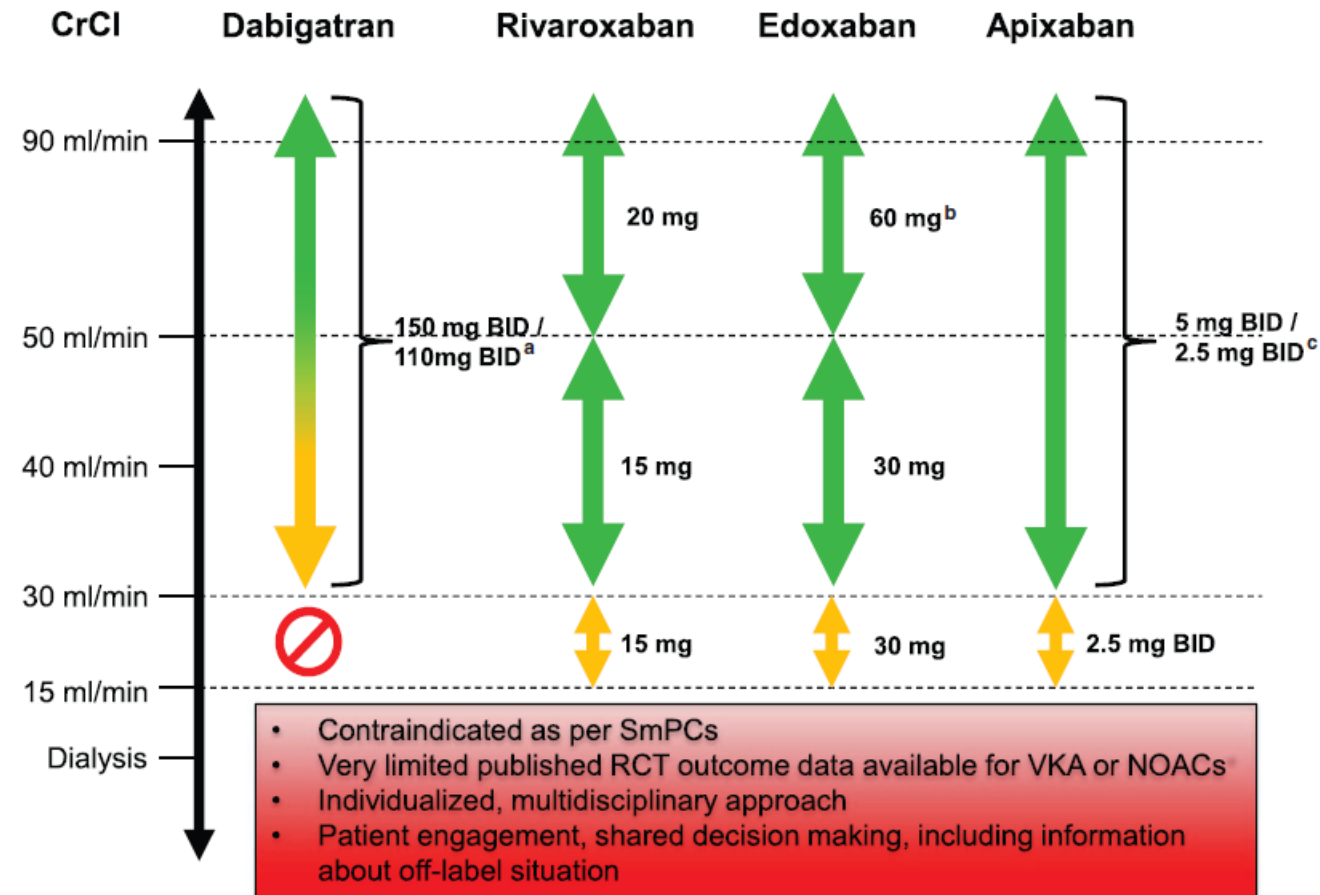 CrCl Dabigatran Rivaroxaban Edoxaban Apixaban
90 ml/min
20 mg 60 mgᵇ
50 ml/min
150 mg BID /
110mg BIDᵃ
5 mg BID /
2.5 mg BIDᶜ
40 ml/min
15 mg 30 mg
30 ml/min
15 mg 30 mg 2.5 mg BID
15 ml/min
Dialysis
• Contraindicated as per SmPCs
• Very limited published RCT outcome data available for VKA or NOACs
• Individualized, multidisciplinary approach
• Patient engagement, shared decision making, including information
about off-label situation